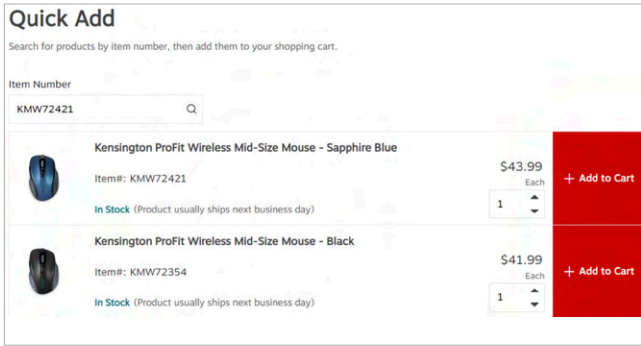 Quick Add
Search for products by item number, then add them to your shopping cart.
Item Number
KMW72421
Kensington ProFit Wireless Mid-Size Mouse - Sapphire Blue
Item#: KMW72421
In Stock (Product usually ships next business day)
$43.99
Each
1
+ Add to Cart
Kensington ProFit Wireless Mid-Size Mouse - Black
Item#: KMW72354
In Stock (Product usually ships next business day)
$41.99
Each
1
+ Add to Cart